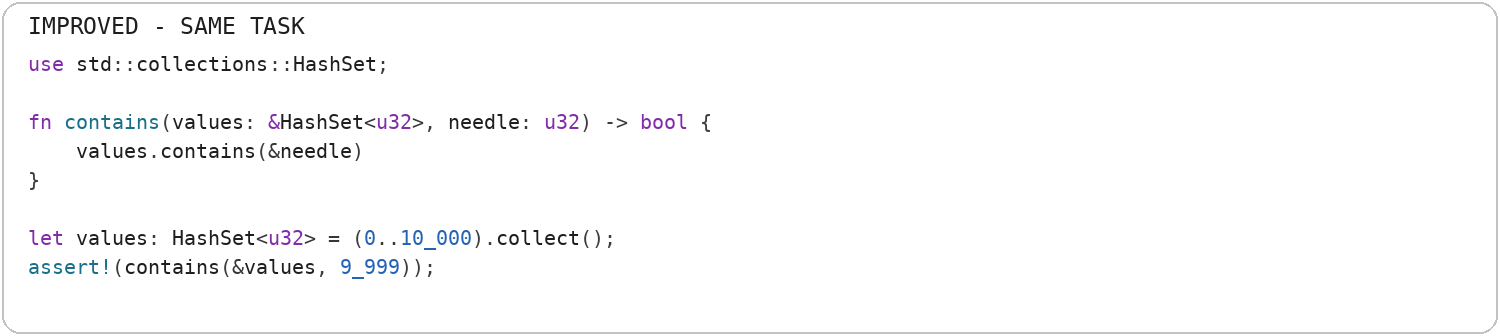 IMPROVED - SAME TASK
use std::collections::HashSet;
fn contains(values: &HashSet<u32>, needle: u32) -> bool {
    values.contains(&needle)
}
let values: HashSet<u32> = (0..10_000).collect();
assert!(contains(&values, 9_999));